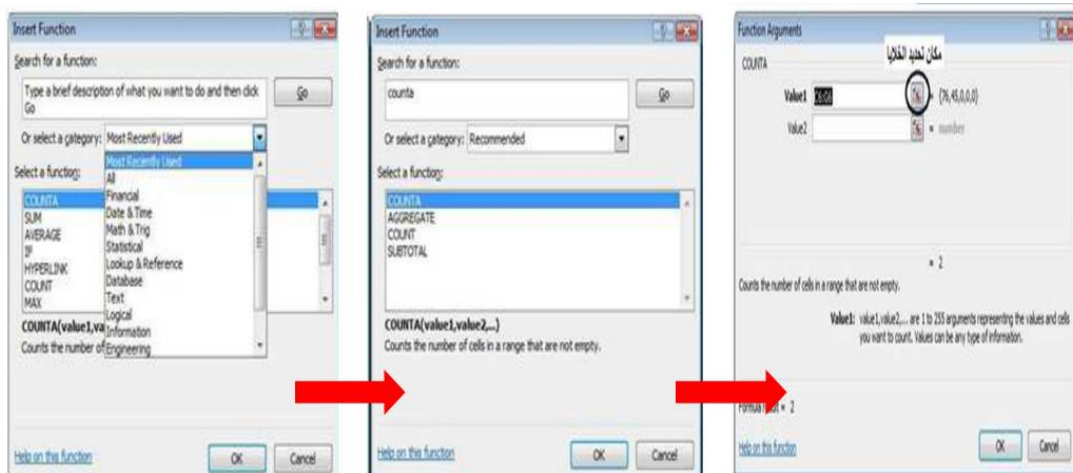 Insert Function
Search for a function:
Type a brief description of what you want to do and then click
Go
Go
Or select a category: Most Recently Used
Most Recently Used
All
Financial
Date & Time
Math & Trig
Statistical
Lookup & Reference
Database
Text
Logical
Information
Engineering
Select a function:
COUNTA
SUM
AVERAGE
IF
HYPERLINK
COUNT
MAX
COUNTA(value1,va
Counts the number of
Help on this function
OK
Cancel
Insert Function
Search for a function:
counta
Go
Or select a category: Recommended
Select a function:
COUNTA
AGGREGATE
COUNT
SUBTOTAL
COUNTA(value1,value2,...)
Counts the number of cells in a range that are not empty.
Help on this function
OK
Cancel
Function Arguments
مكان تحديد الخلايا
COUNTA
Value1 = {76,45,0,0,0}
Value2 = number
= 2
Counts the number of cells in a range that are not empty.
Value1: value1,value2,... are 1 to 255 arguments representing the values and cells
you want to count. Values can be any type of information.
Formula result = 2
Help on this function
OK
Cancel